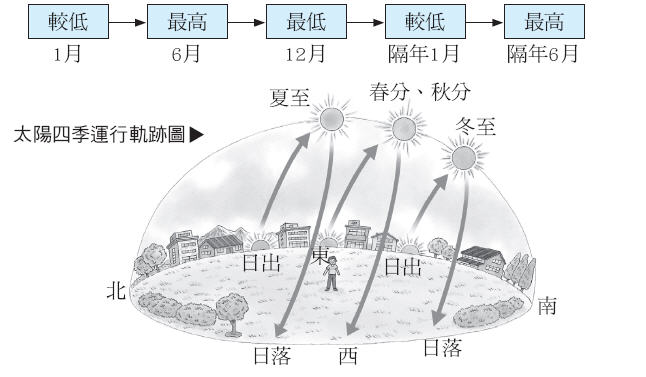 較低 最高 最低 較低 最高
1月 6月 12月 隔年1月 隔年6月
夏至 春分、秋分 冬至
太陽四季運行軌跡圖▶
日出 東 日出
北 南
日落 西 日落